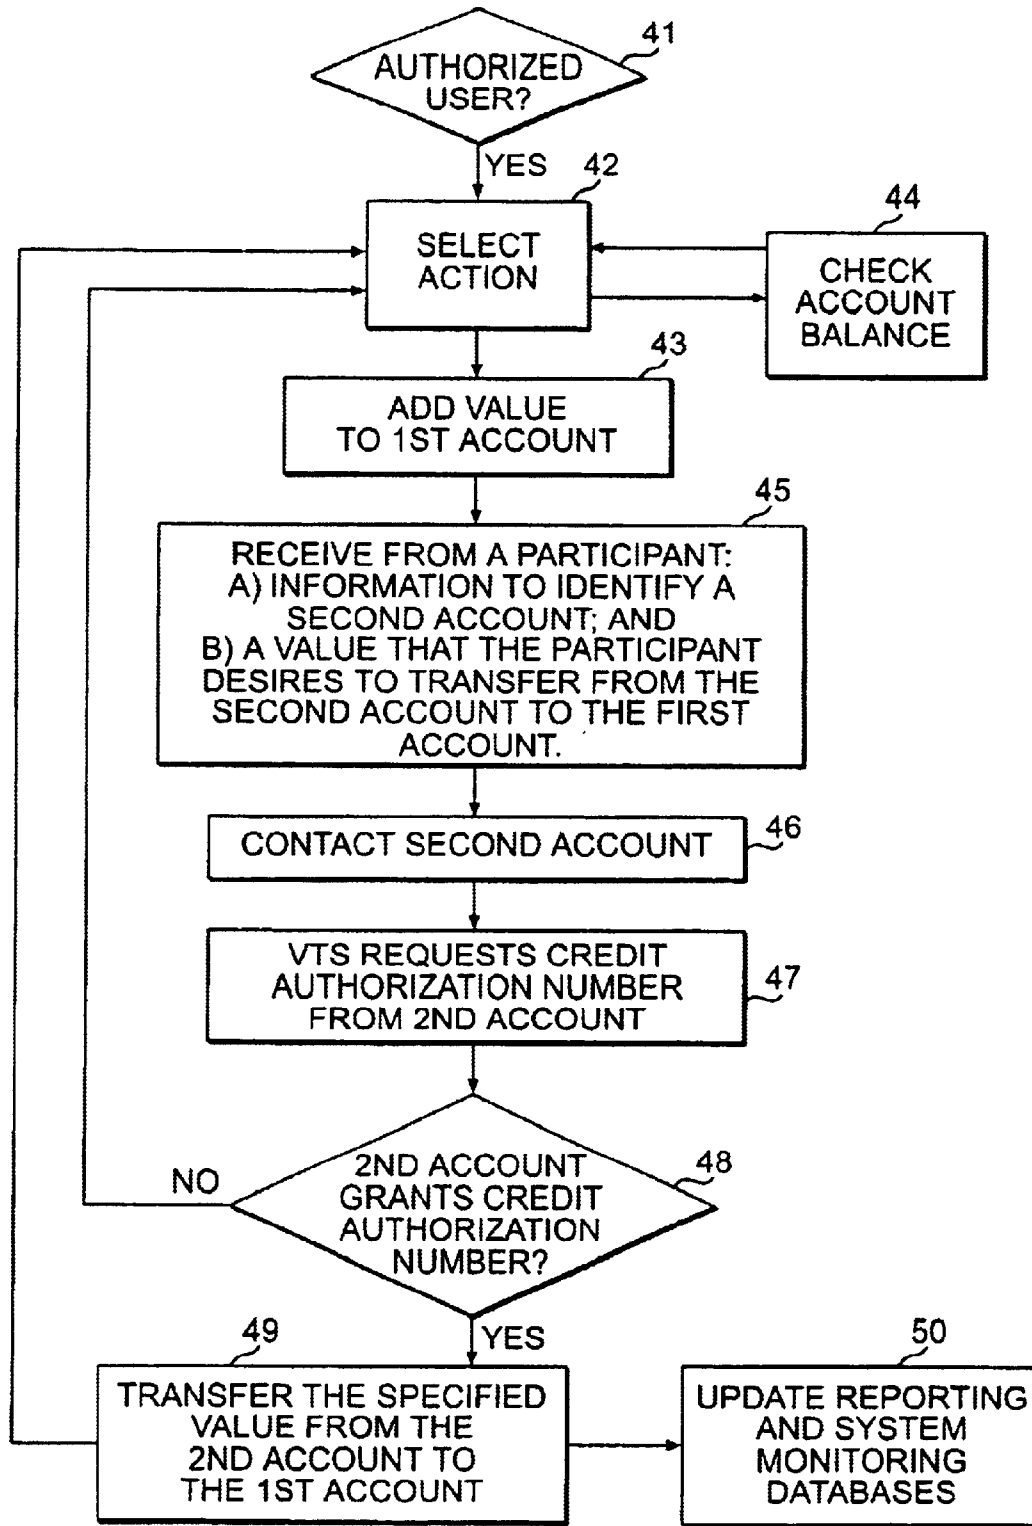 41
AUTHORIZED
USER?
YES
42
SELECT
ACTION
44
CHECK
ACCOUNT
BALANCE
43
ADD VALUE
TO 1ST ACCOUNT
45
RECEIVE FROM A PARTICIPANT:
A) INFORMATION TO IDENTIFY A
SECOND ACCOUNT; AND
B) A VALUE THAT THE PARTICIPANT
DESIRES TO TRANSFER FROM THE
SECOND ACCOUNT TO THE FIRST
ACCOUNT.
46
CONTACT SECOND ACCOUNT
VTS REQUESTS CREDIT
AUTHORIZATION NUMBER
FROM 2ND ACCOUNT
47
NO
2ND ACCOUNT
GRANTS CREDIT
AUTHORIZATION
NUMBER?
48
YES
49
TRANSFER THE SPECIFIED
VALUE FROM THE
2ND ACCOUNT TO
THE 1ST ACCOUNT
50
UPDATE REPORTING
AND SYSTEM
MONITORING
DATABASES